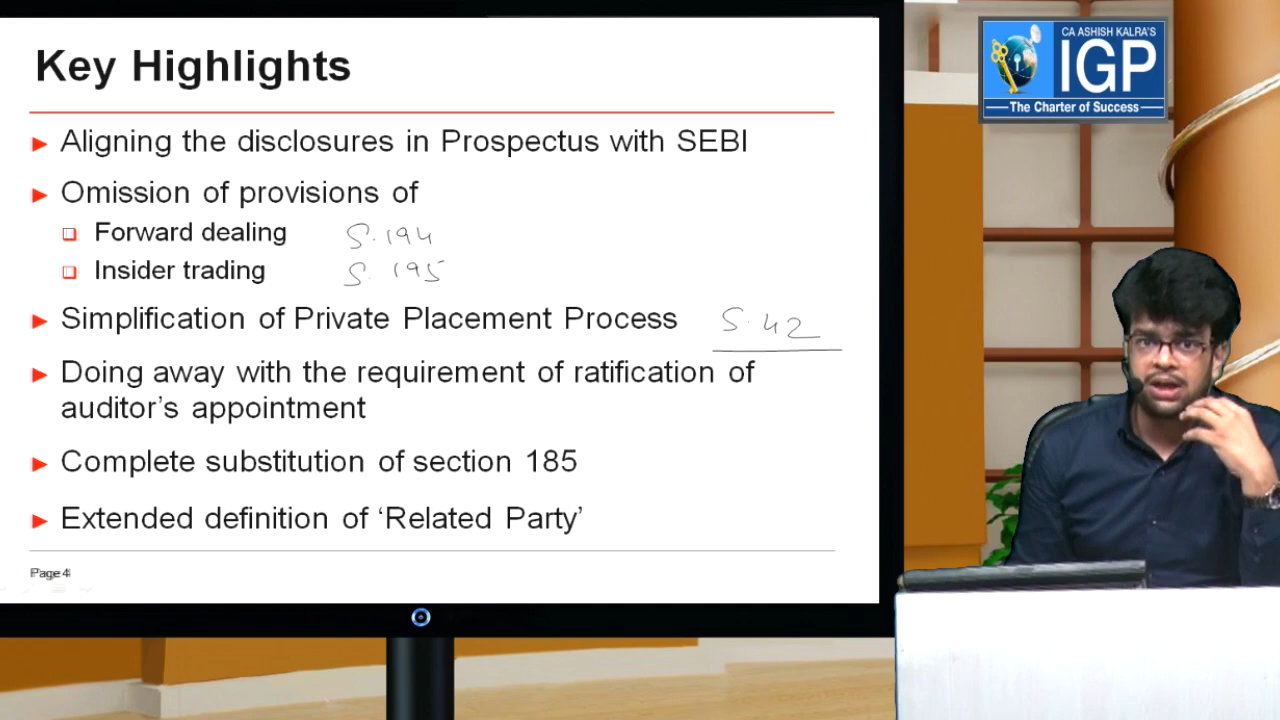 Key Highlights
► Aligning the disclosures in Prospectus with SEBI
► Omission of provisions of
❑ Forward dealing S. 194
❑ Insider trading S. 195
► Simplification of Private Placement Process S. 42
► Doing away with the requirement of ratification of
auditor's appointment
► Complete substitution of section 185
► Extended definition of 'Related Party'
Page 4
CA ASHISH KALRA'S
IGP
The Charter of Success